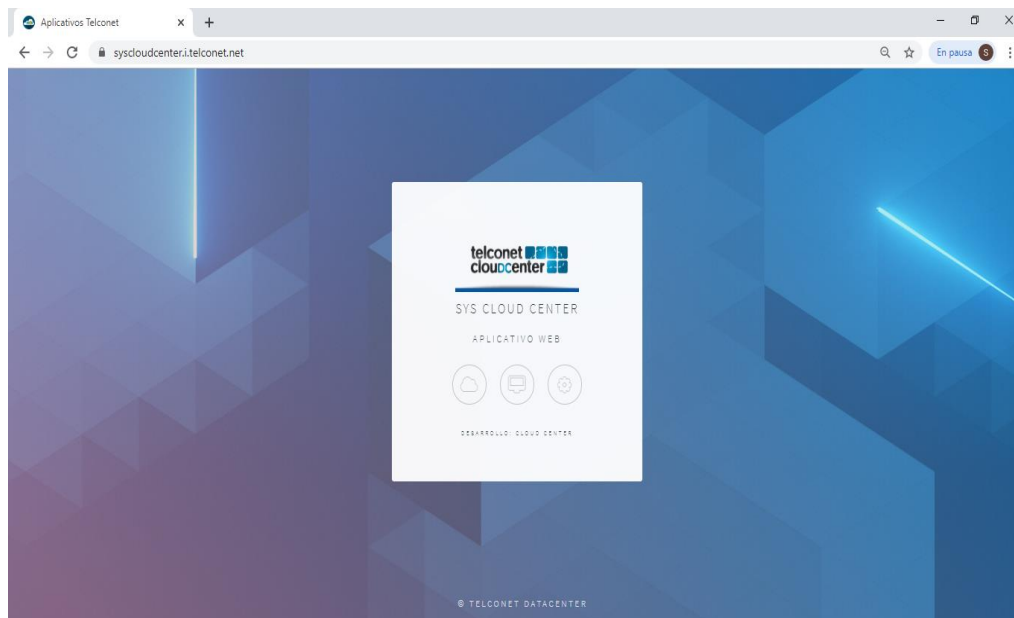 Aplicativos Telconet
syscloudcenter.i.telconet.net
En pausa S
telconet
cloudcenter
SYS CLOUD CENTER
APLICATIVO WEB
DESARROLLO: CLOUD CENTER
© TELCONET DATACENTER